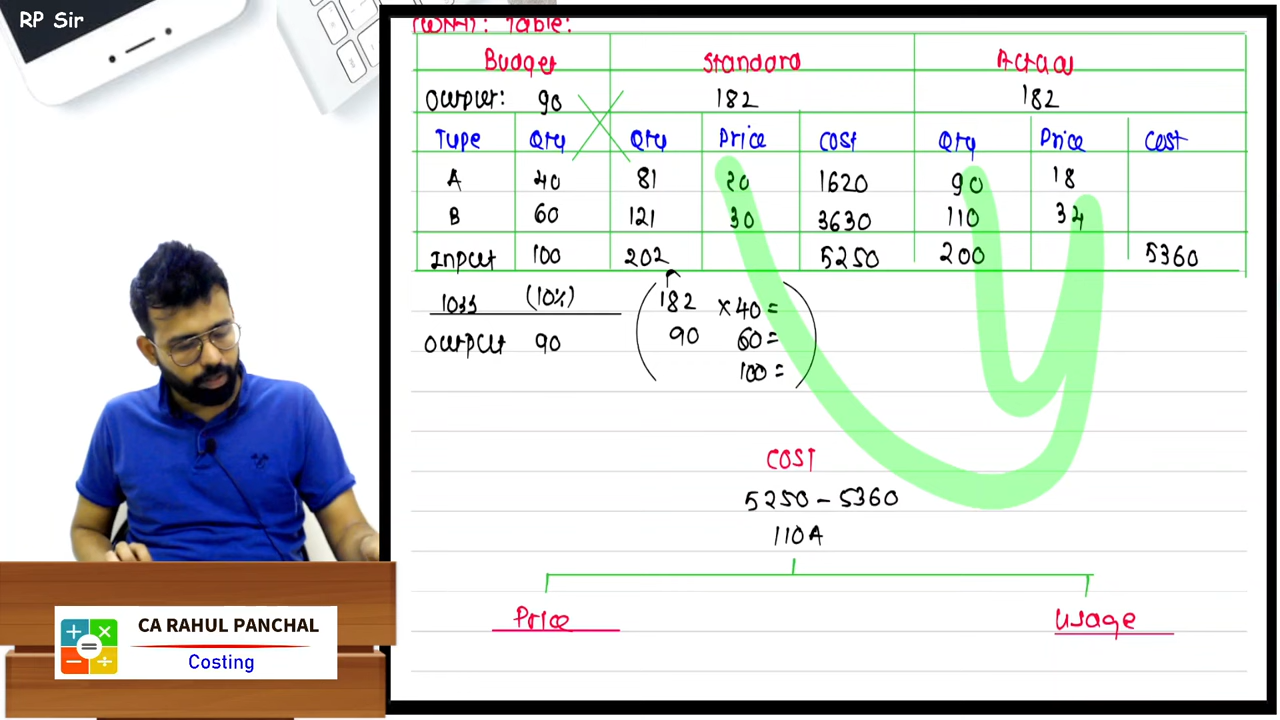 RP Sir
(WN-1): Table:
Budget Standard Actual
OUTPUT: 90 182 182
Type Qty Qty Price COST Qty Price Cost
A 40 81 20 1620 90 18
B 60 121 30 3630 110 34
INPUT 100 202 5250 200 5360
loss (10%)
OUTPUT 90
182 × 40 =
90 60 =
100 =
COST
5250 - 5360
110A
Price usage
CA RAHUL PANCHAL
Costing